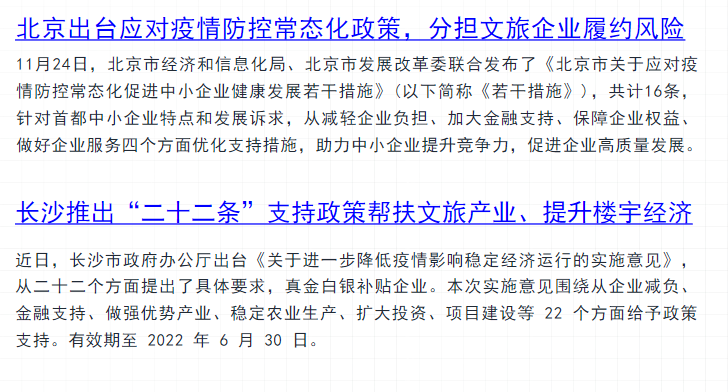 北京出台应对疫情防控常态化政策，分担文旅企业履约风险
11月24日，北京市经济和信息化局、北京市发展改革委联合发布了《北京市关于应对疫
情防控常态化促进中小企业健康发展若干措施》(以下简称《若干措施》)，共计16条，
针对首都中小企业特点和发展诉求，从减轻企业负担、加大金融支持、保障企业权益、
做好企业服务四个方面优化支持措施，助力中小企业提升竞争力，促进企业高质量发展。
长沙推出“二十二条”支持政策帮扶文旅产业、提升楼宇经济
近日，长沙市政府办公厅出台《关于进一步降低疫情影响稳定经济运行的实施意见》，
从二十二个方面提出了具体要求，真金白银补贴企业。本次实施意见围绕从企业减负、
金融支持、做强优势产业、稳定农业生产、扩大投资、项目建设等 22 个方面给予政策
支持。有效期至 2022 年 6 月 30 日。